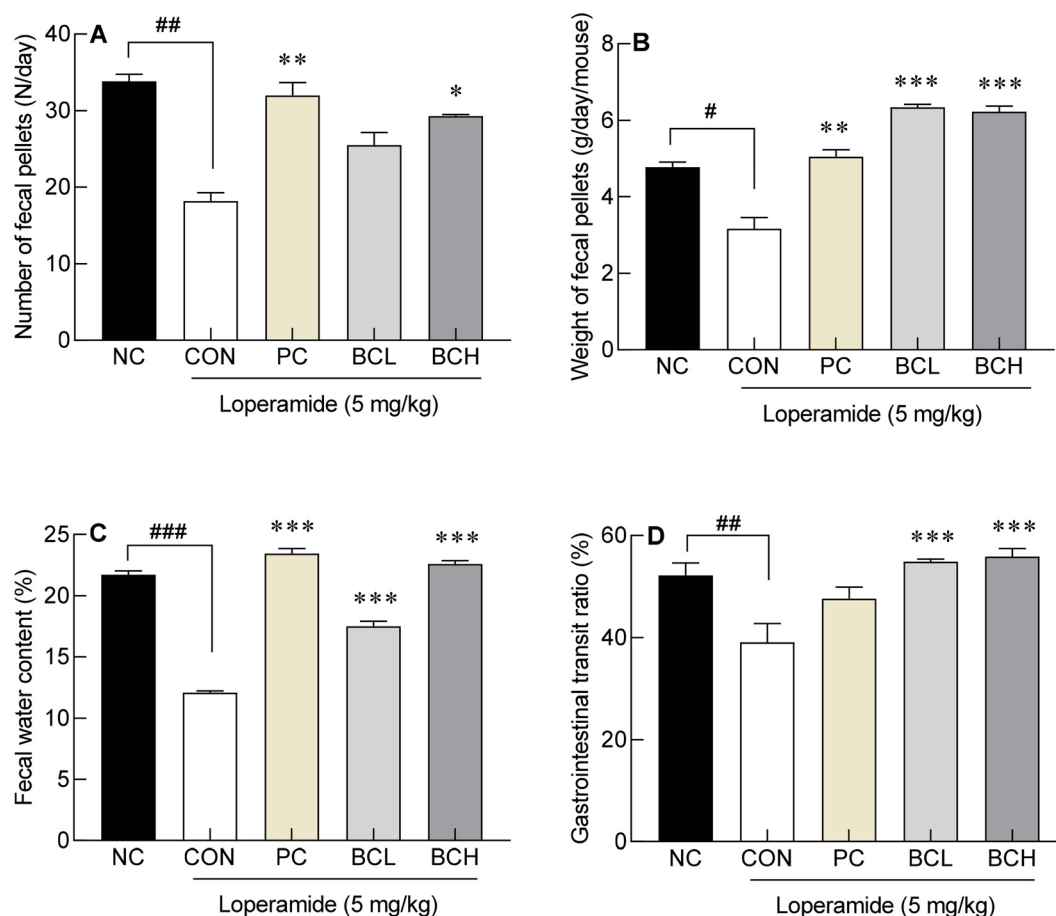 A
Number of fecal pellets (N/day)
40
30
20
10
0
##
**
*
NC CON PC BCL BCH
Loperamide (5 mg/kg)
B
Weight of fecal pellets (g/day/mouse)
8
6
4
2
0
#
**
***
***
NC CON PC BCL BCH
Loperamide (5 mg/kg)
C
Fecal water content (%)
25
20
15
10
5
0
###
***
***
***
NC CON PC BCL BCH
Loperamide (5 mg/kg)
D
Gastrointestinal transit ratio (%)
60
40
20
0
##
***
***
NC CON PC BCL BCH
Loperamide (5 mg/kg)